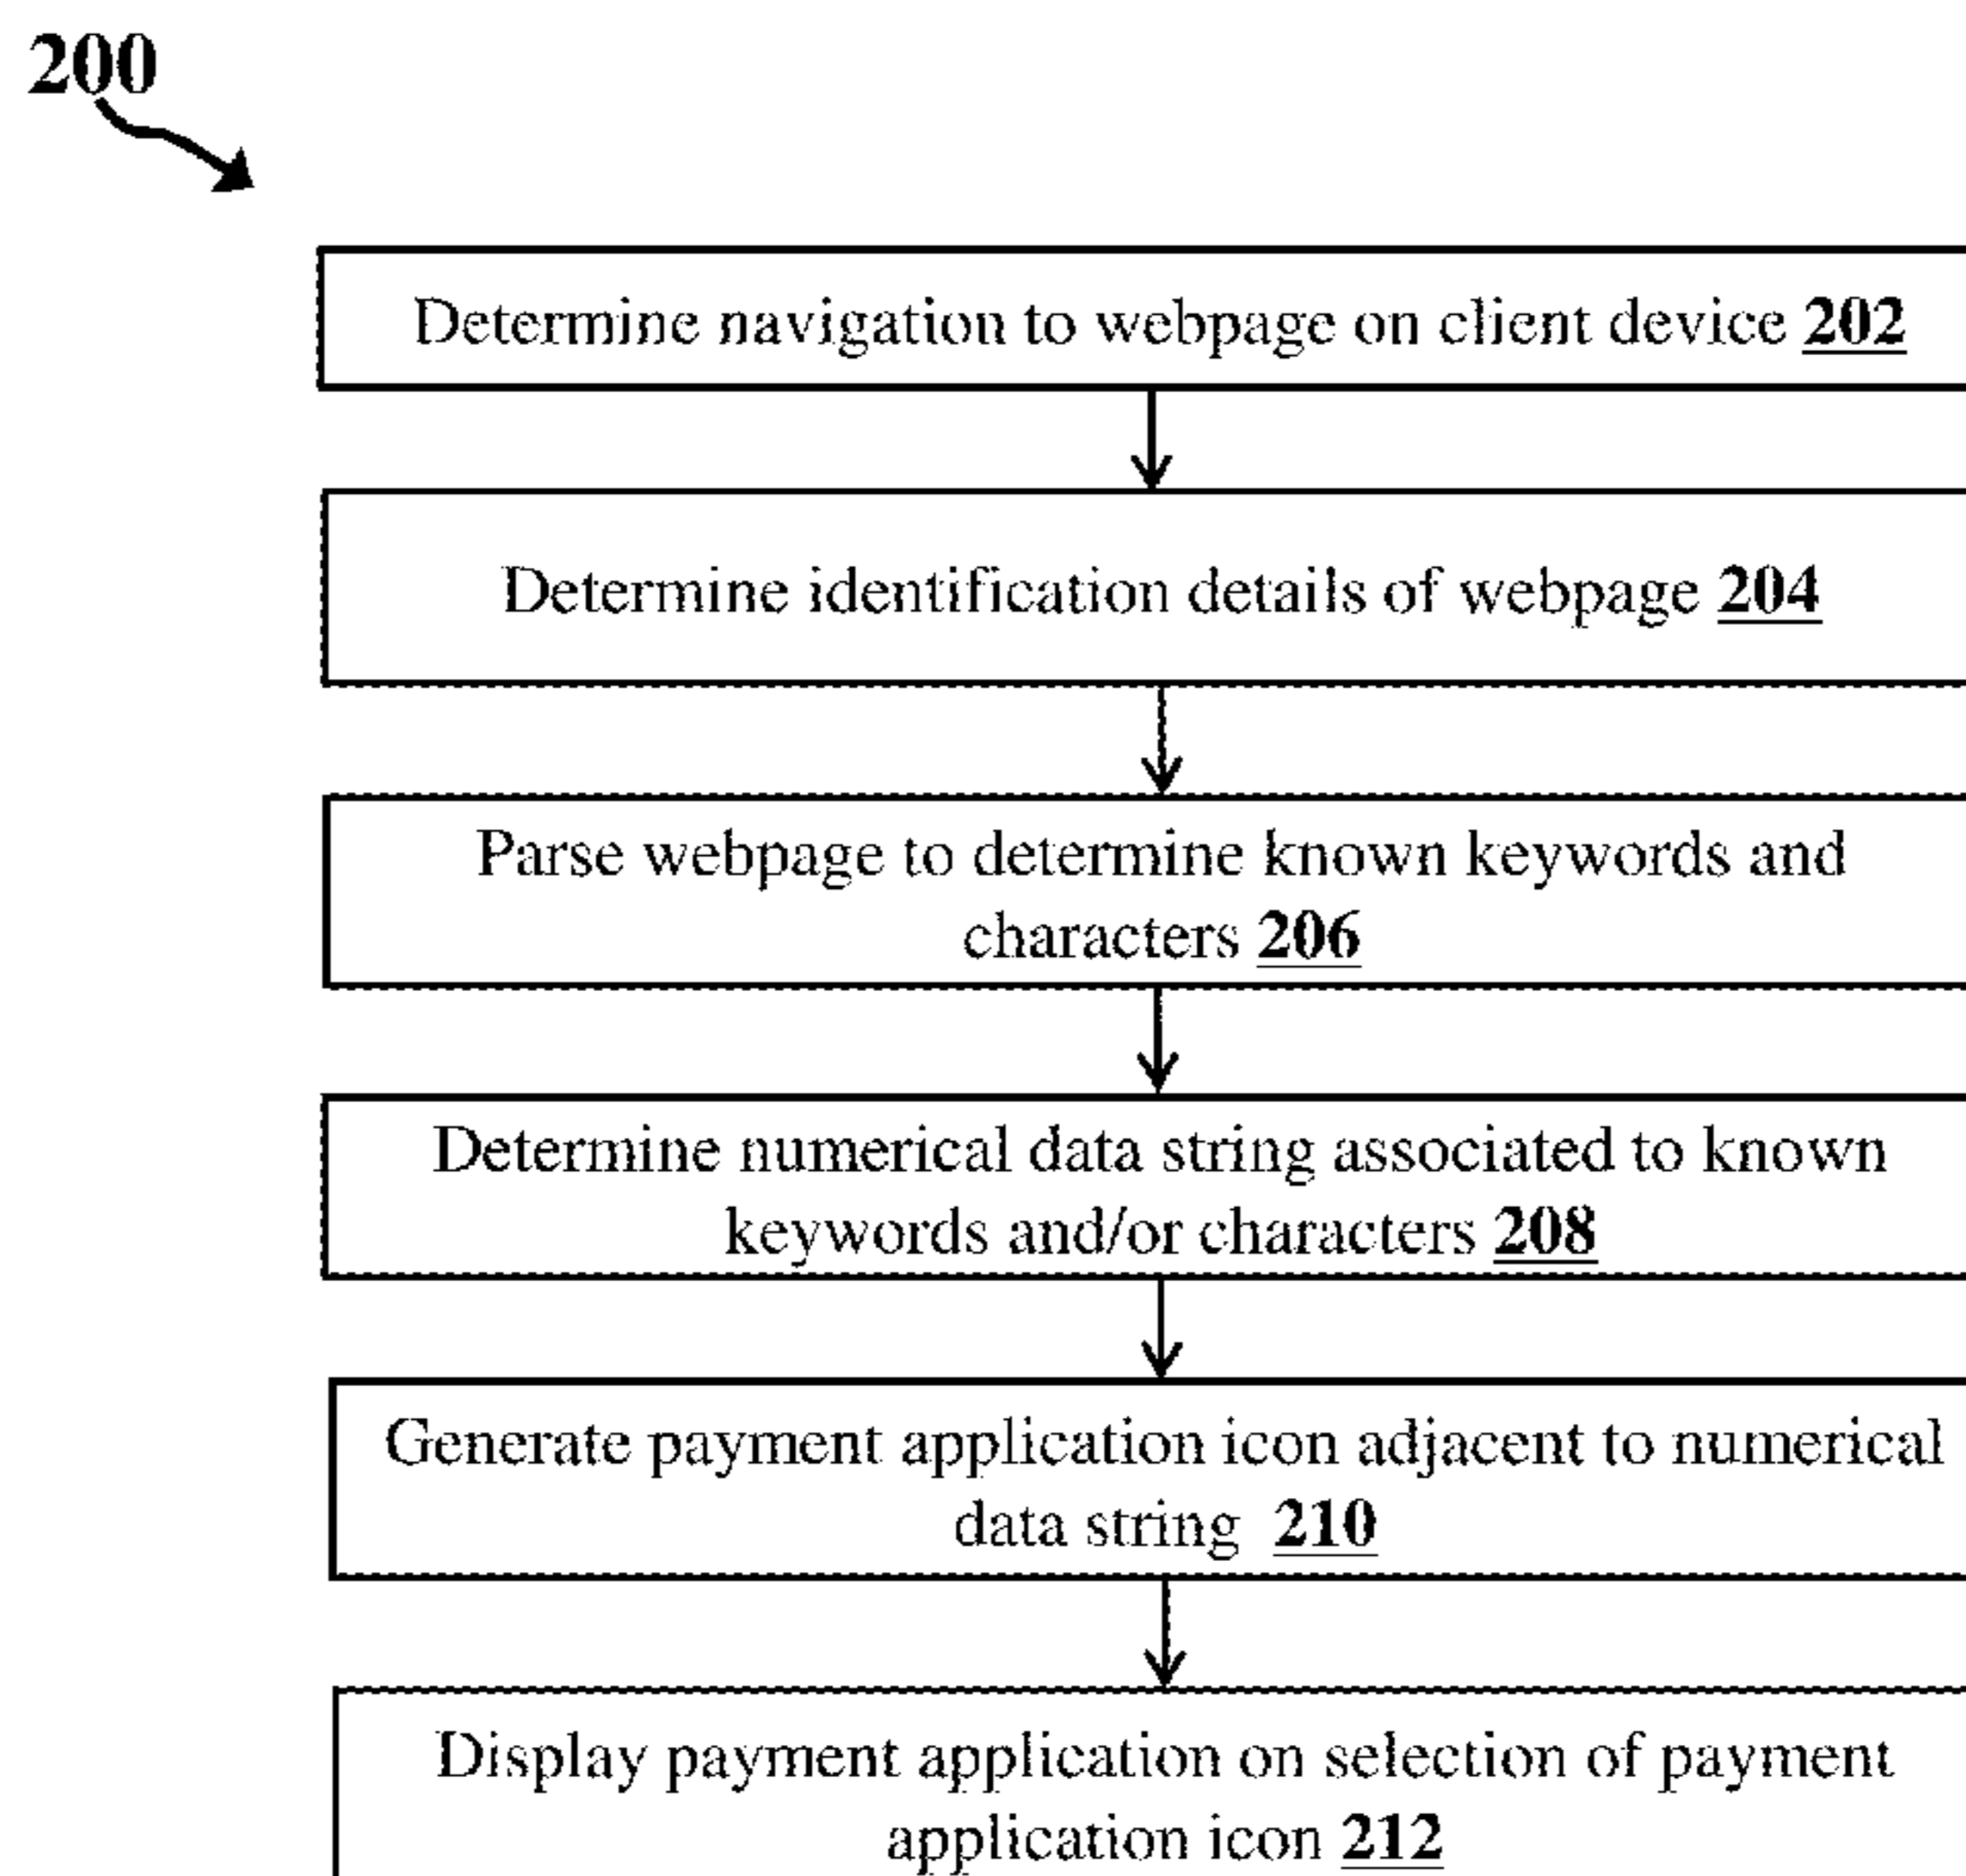 200
Determine navigation to webpage on client device 202
Determine identification details of webpage 204
Parse webpage to determine known keywords and
characters 206
Determine numerical data string associated to known
keywords and/or characters 208
Generate payment application icon adjacent to numerical
data string 210
Display payment application on selection of payment
application icon 212